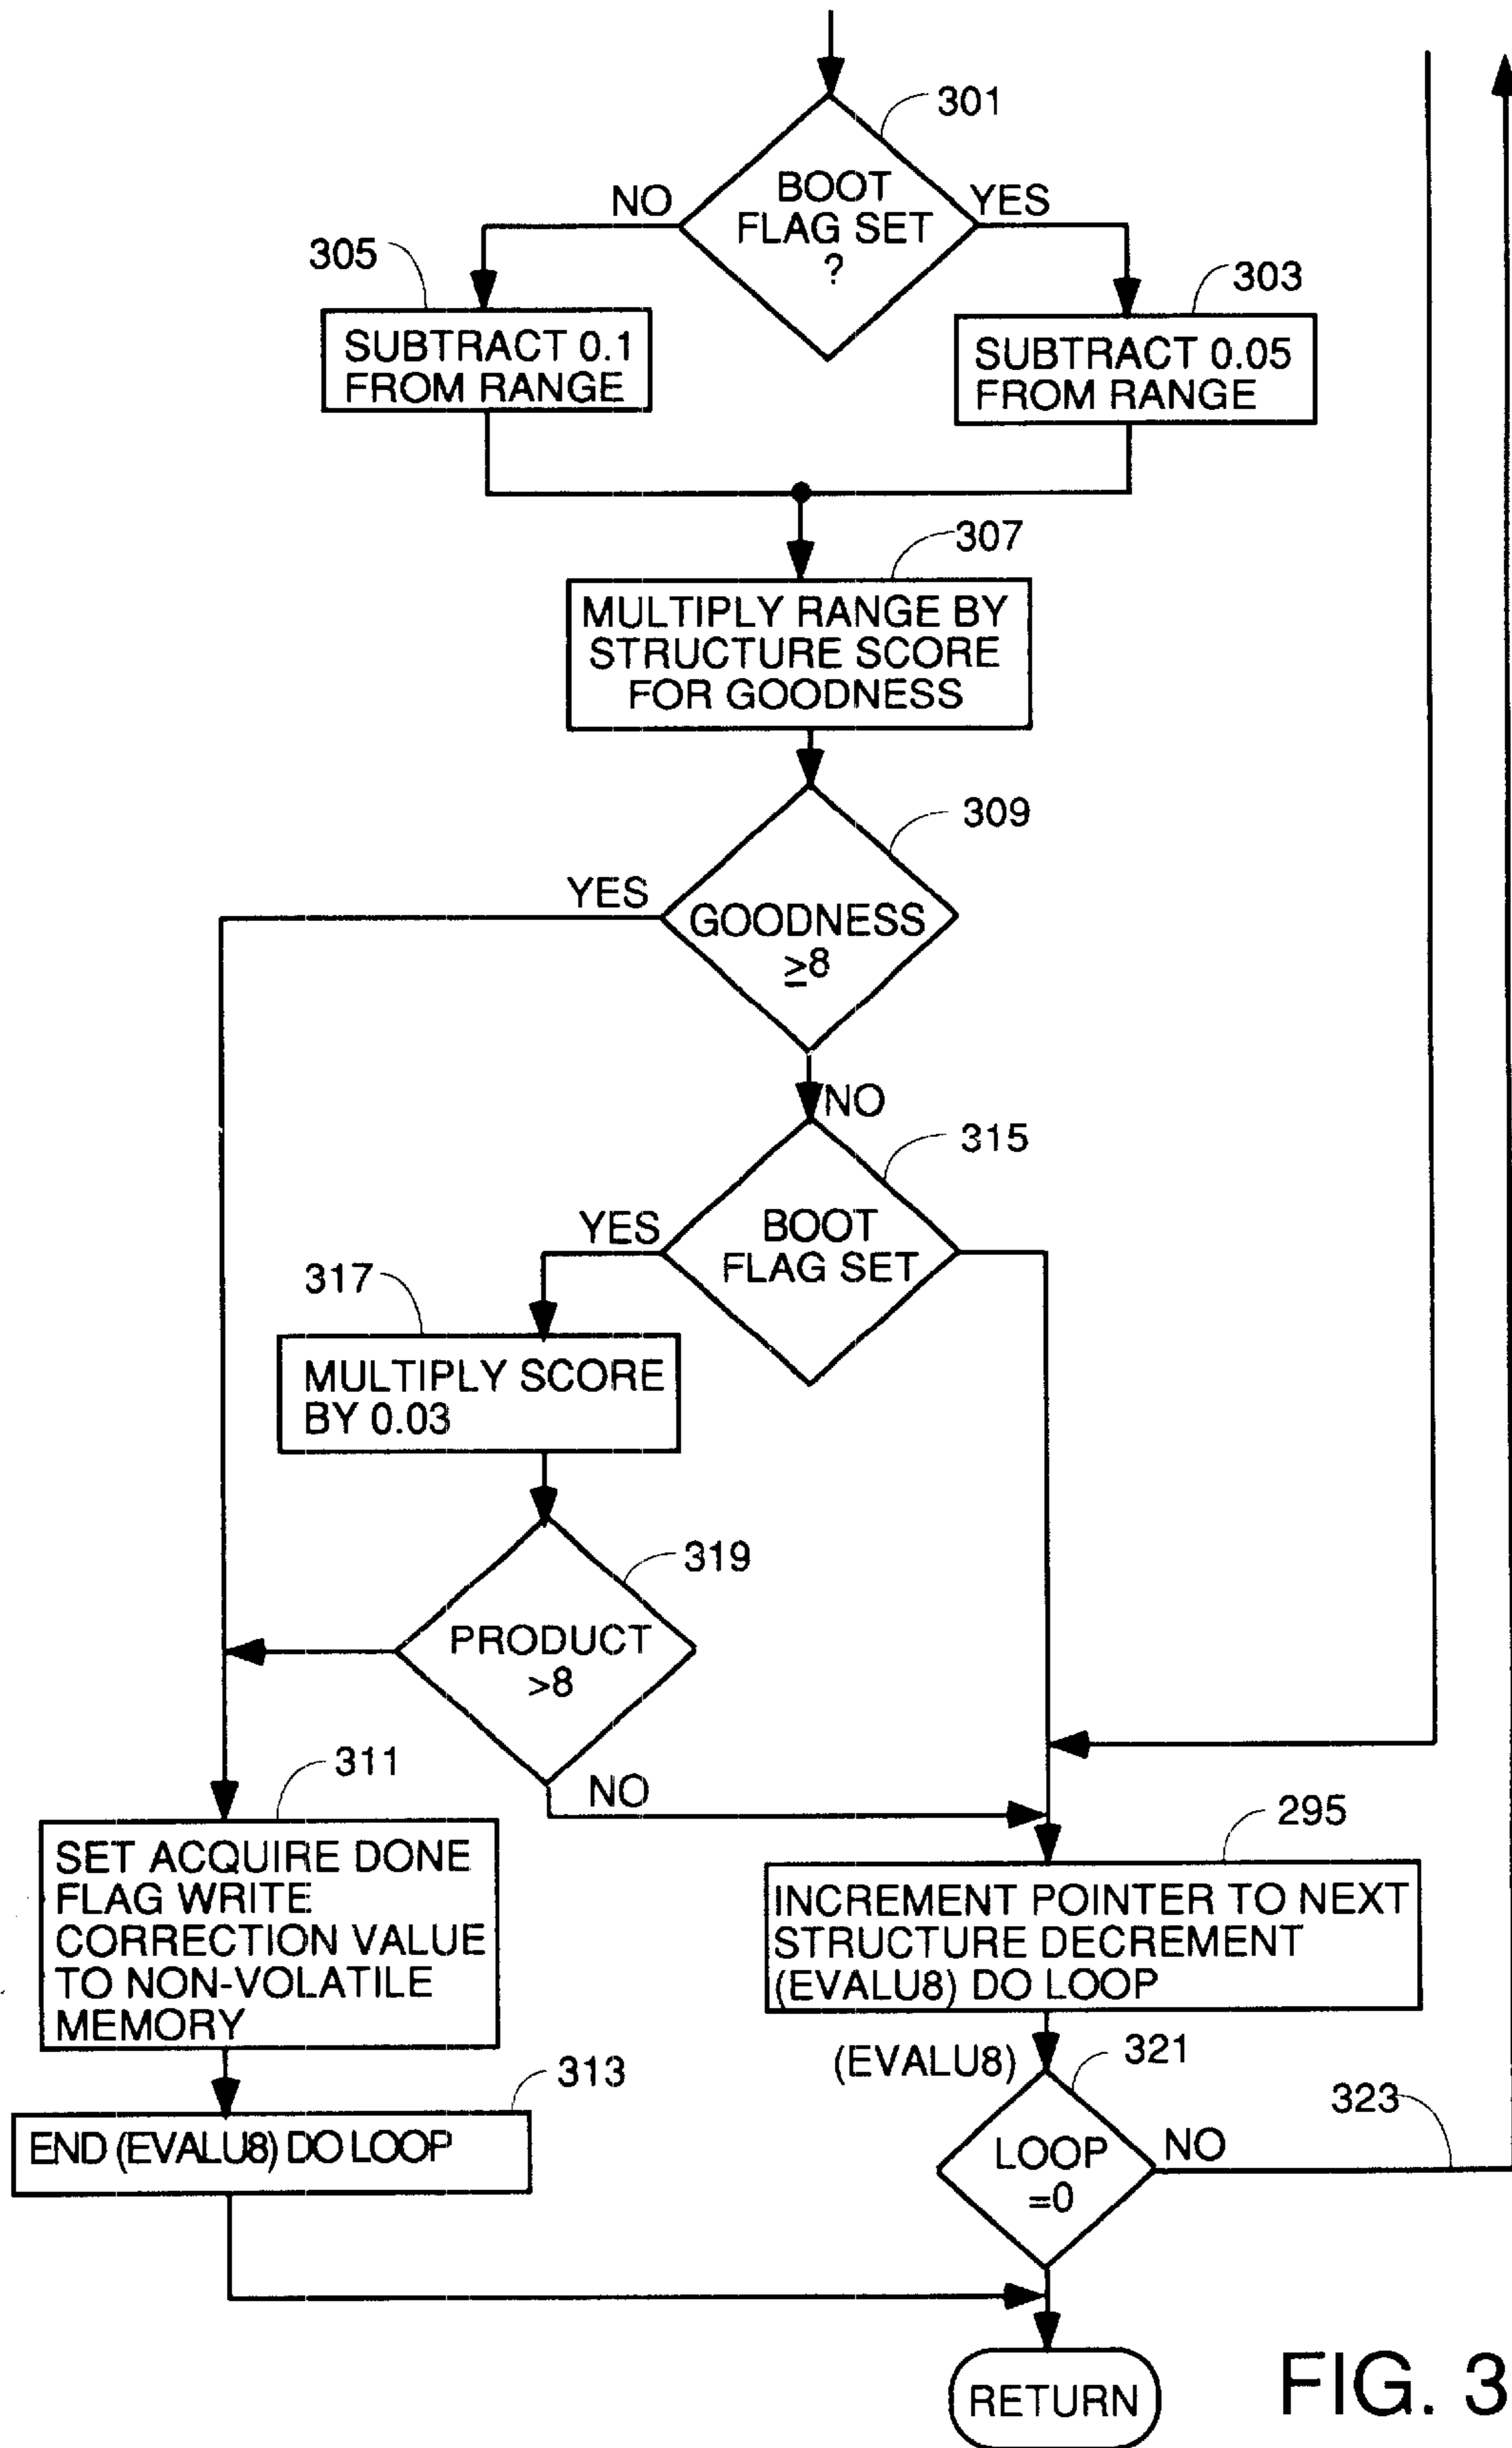 301
BOOT
FLAG SET
?
NO
YES
305
303
SUBTRACT 0.1
FROM RANGE
SUBTRACT 0.05
FROM RANGE
307
MULTIPLY RANGE BY
STRUCTURE SCORE
FOR GOODNESS
309
YES
GOODNESS
≥8
NO
315
YES
BOOT
FLAG SET
317
MULTIPLY SCORE
BY 0.03
319
PRODUCT
>8
NO
311
SET ACQUIRE DONE
FLAG WRITE
CORRECTION VALUE
TO NON-VOLATILE
MEMORY
295
INCREMENT POINTER TO NEXT
STRUCTURE DECREMENT
(EVALU8) DO LOOP
(EVALU8)
321
313
END (EVALU8) DO LOOP
LOOP
=0
NO
323
RETURN
FIG. 3